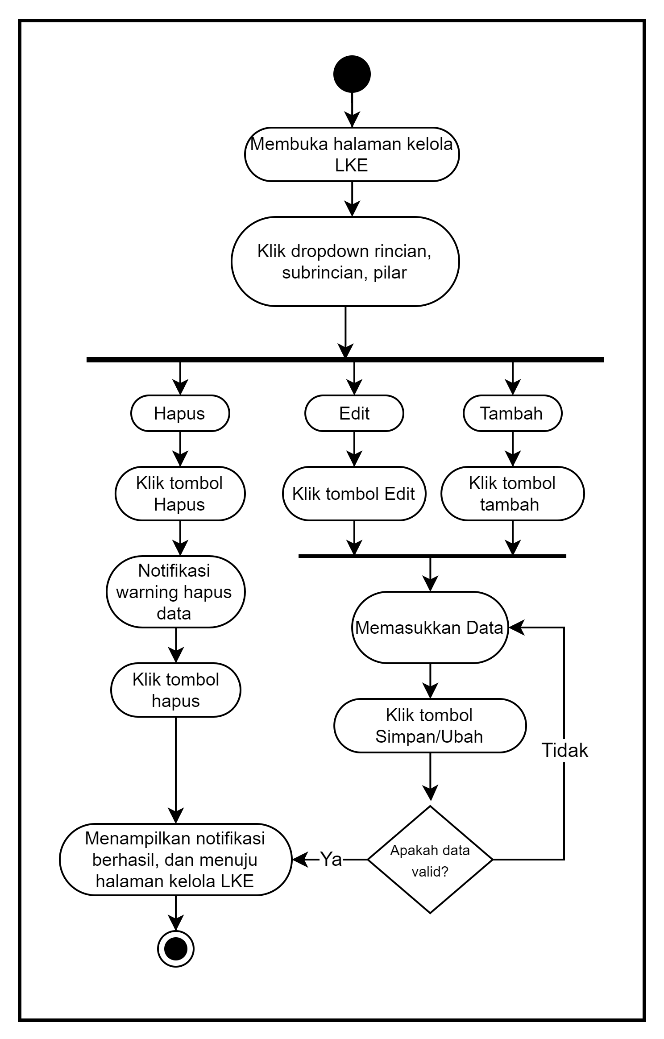 Membuka halaman kelola
LKE
Klik dropdown rincian,
subrincian, pilar
Hapus
Edit
Tambah
Klik tombol
Hapus
Klik tombol Edit
Klik tombol
tambah
Notifikasi
warning hapus
data
Memasukkan Data
Klik tombol
hapus
Klik tombol
Simpan/Ubah
Tidak
Menampilkan notifikasi
berhasil, dan menuju
halaman kelola LKE
Ya
Apakah data
valid?